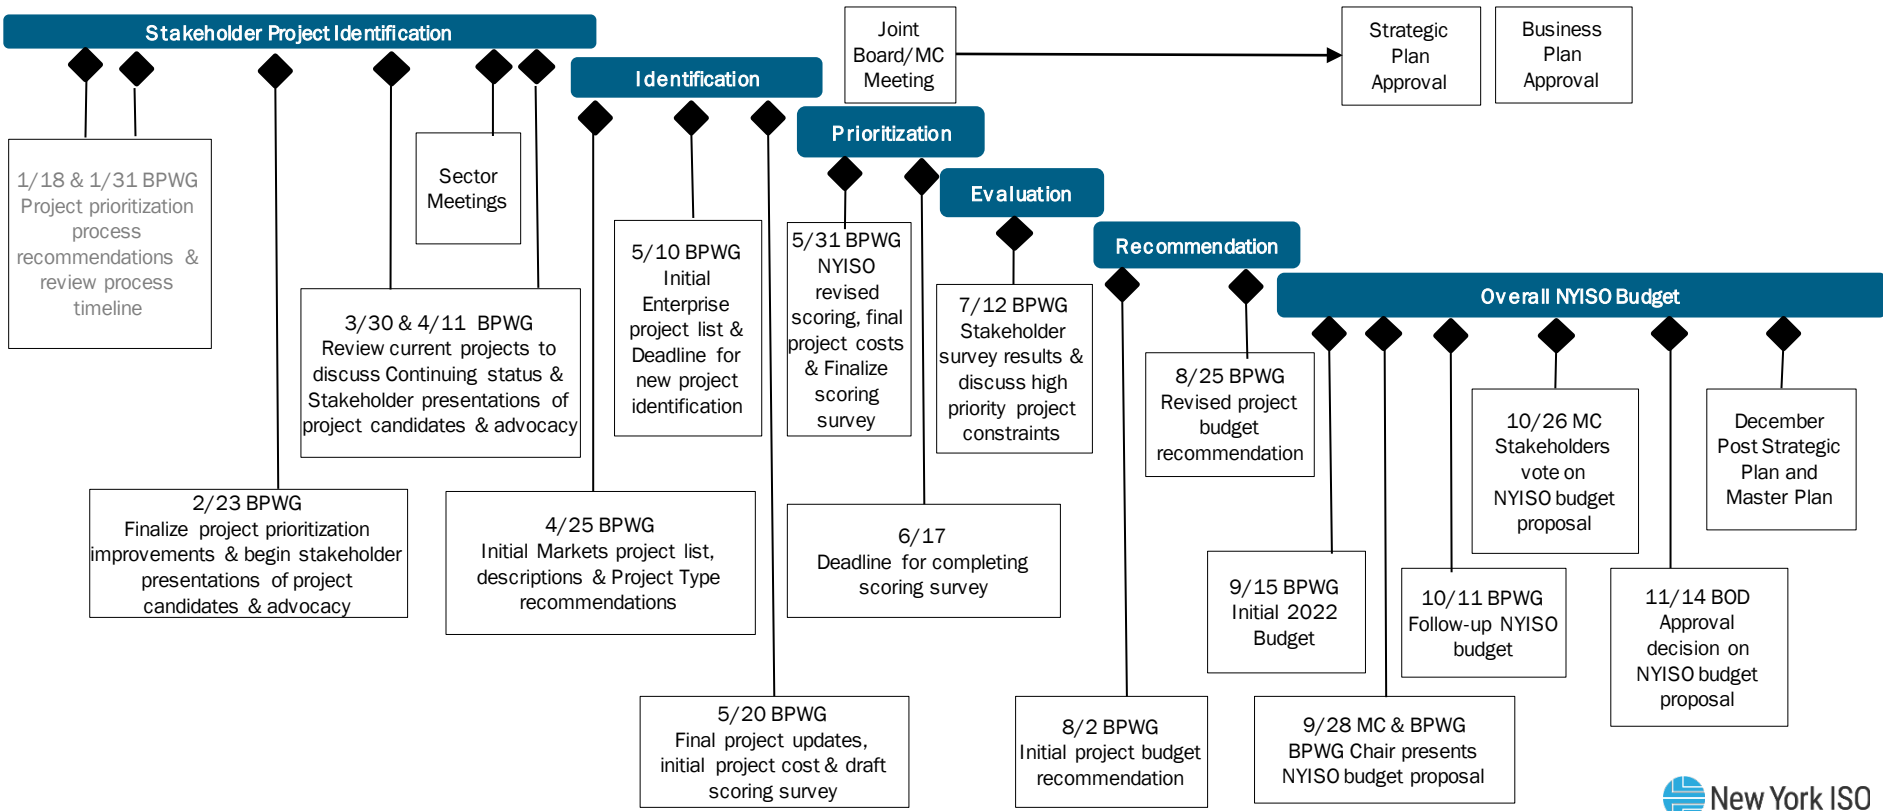 Stakeholder Project Identification
Joint
Board/MC
Meeting
Strategic
Plan
Approval
Business
Plan
Approval
Identification
Prioritization
Evaluation
Recommendation
Overall NYISO Budget
1/18 & 1/31 BPWG
Project prioritization
process
recommendations &
review process
timeline
Sector
Meetings
3/30 & 4/11 BPWG
Review current projects to
discuss Continuing status &
Stakeholder presentations of
project candidates & advocacy
2/23 BPWG
Finalize project prioritization
improvements & begin stakeholder
presentations of project
candidates & advocacy
5/10 BPWG
Initial
Enterprise
project list &
Deadline for
new project
identification
4/25 BPWG
Initial Markets project list,
descriptions & Project Type
recommendations
5/20 BPWG
Final project updates,
initial project cost & draft
scoring survey
5/31 BPWG
NYISO
revised
scoring, final
project costs
& Finalize
scoring
survey
6/17
Deadline for completing
scoring survey
7/12 BPWG
Stakeholder
survey results &
discuss high
priority project
constraints
8/2 BPWG
Initial project budget
recommendation
8/25 BPWG
Revised project
budget
recommendation
9/15 BPWG
Initial 2022
Budget
9/28 MC & BPWG
BPWG Chair presents
NYISO budget proposal
10/11 BPWG
Follow-up NYISO
budget
10/26 MC
Stakeholders
vote on
NYISO budget
proposal
11/14 BOD
Approval
decision on
NYISO budget
proposal
December
Post Strategic
Plan and
Master Plan
New York ISO